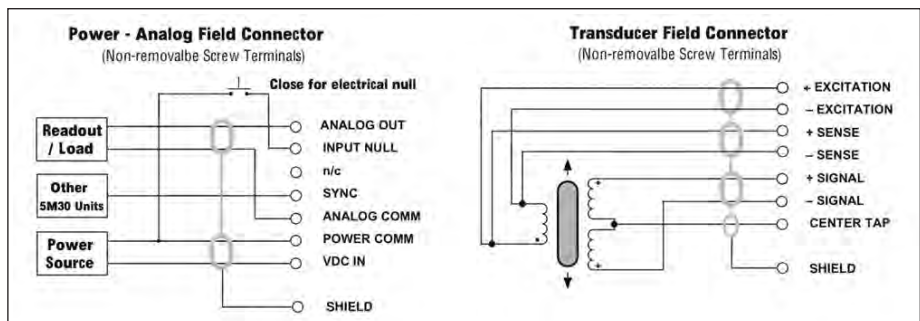 Power - Analog Field Connector
(Non-removalbe Screw Terminals)
Close for electrical null
Readout
/ Load
Other
5M30 Units
Power
Source
ANALOG OUT
INPUT NULL
n/c
SYNC
ANALOG COMM
POWER COMM
VDC IN
SHIELD
Transducer Field Connector
(Non-removalbe Screw Terminals)
+ EXCITATION
– EXCITATION
+ SENSE
– SENSE
+ SIGNAL
– SIGNAL
CENTER TAP
SHIELD